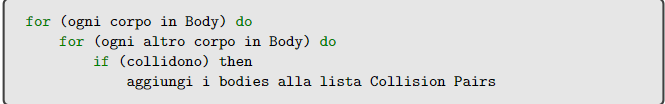 for (ogni corpo in Body) do
for (ogni altro corpo in Body) do
if (collidono) then
aggiungi i bodies alla lista Collision Pairs